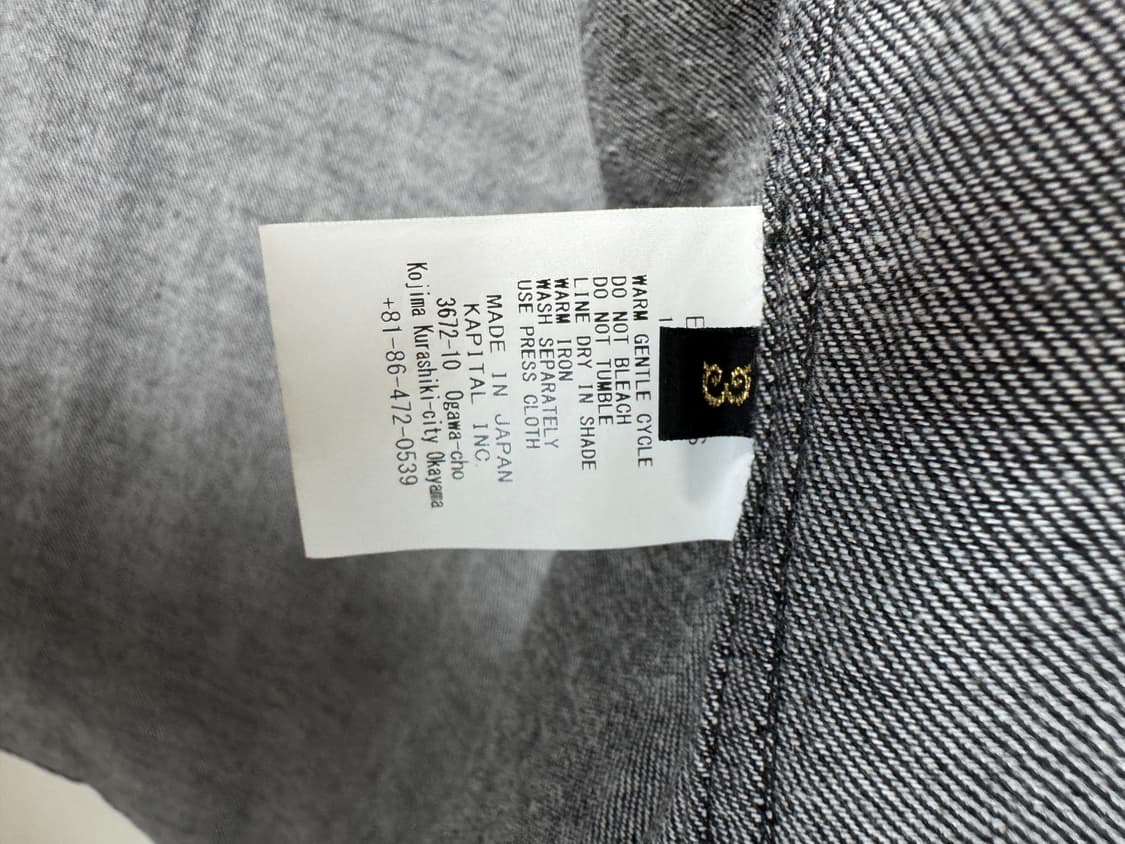 3
WARM GENTLE CYCLE
DO NOT BLEACH
DO NOT TUMBLE
LINE DRY IN SHADE
WARM IRON
WASH SEPARATELY
USE PRESS CLOTH
MADE IN JAPAN
KAPITAL INC.
3672-10 Ogawa-cho
Kojima Kurashiki-city Okayama
+81-86-472-0539